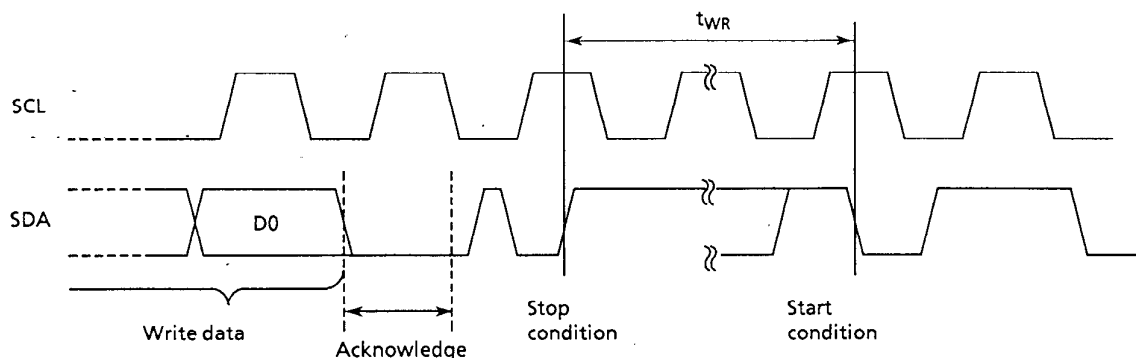 tWR
SCL
SDA
D0
Write data
Acknowledge
Stop
condition
Start
condition